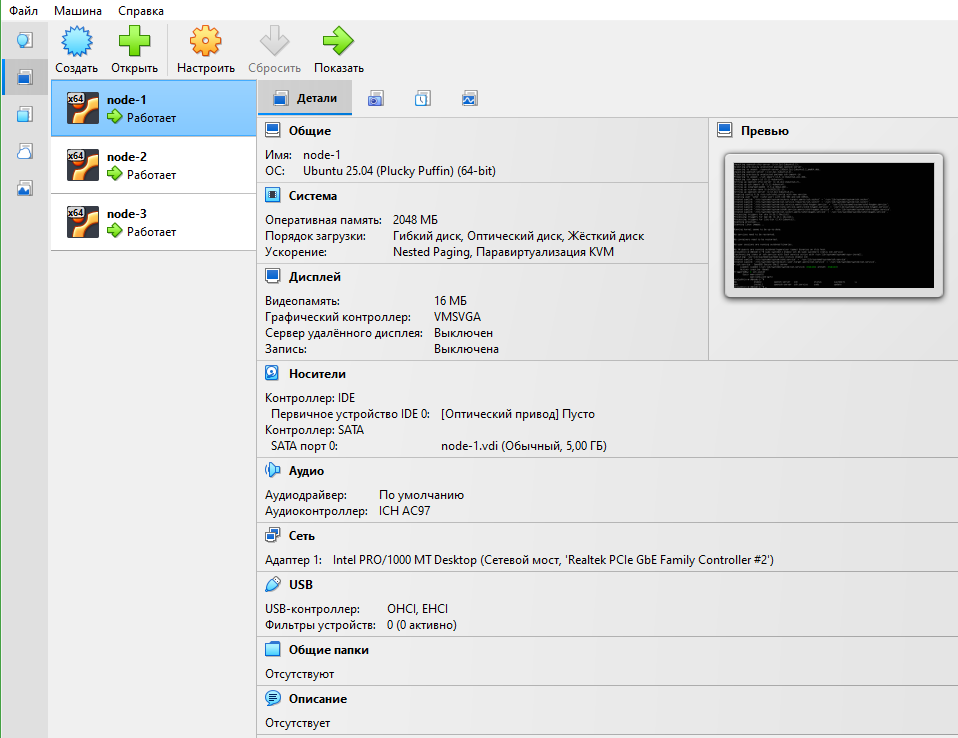 Файл Машина Справка
Создать Открыть Настроить Сбросить Показать
x64 node-1
Работает
x64 node-2
Работает
x64 node-3
Работает
Детали
Общие
Имя: node-1
ОС: Ubuntu 25.04 (Plucky Puffin) (64-bit)
Превью
Система
Оперативная память: 2048 МБ
Порядок загрузки: Гибкий диск, Оптический диск, Жёсткий диск
Ускорение: Nested Paging, Паравиртуализация KVM
Дисплей
Видеопамять: 16 МБ
Графический контроллер: VMSVGA
Сервер удалённого дисплея: Выключен
Запись: Выключена
Носители
Контроллер: IDE
Первичное устройство IDE 0: [Оптический привод] Пусто
Контроллер: SATA
SATA порт 0: node-1.vdi (Обычный, 5,00 ГБ)
Аудио
Аудиодрайвер: По умолчанию
Аудиоконтроллер: ICH AC97
Сеть
Адаптер 1: Intel PRO/1000 MT Desktop (Сетевой мост, 'Realtek PCIe GbE Family Controller #2')
USB
USB-контроллер: OHCI, EHCI
Фильтры устройств: 0 (0 активно)
Общие папки
Отсутствуют
Описание
Отсутствует